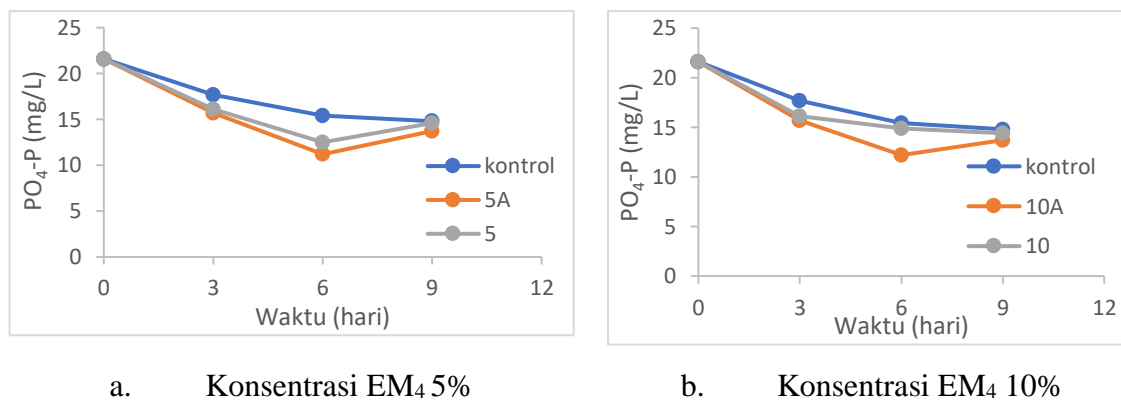 25
20
15
10
5
0
PO₄-P (mg/L)
0 3 6 9 12
Waktu (hari)
kontrol
5A
5
a. Konsentrasi EM₄ 5%
25
20
15
10
5
0
PO₄-P (mg/L)
0 3 6 9 12
Waktu (hari)
kontrol
10A
10
b. Konsentrasi EM₄ 10%